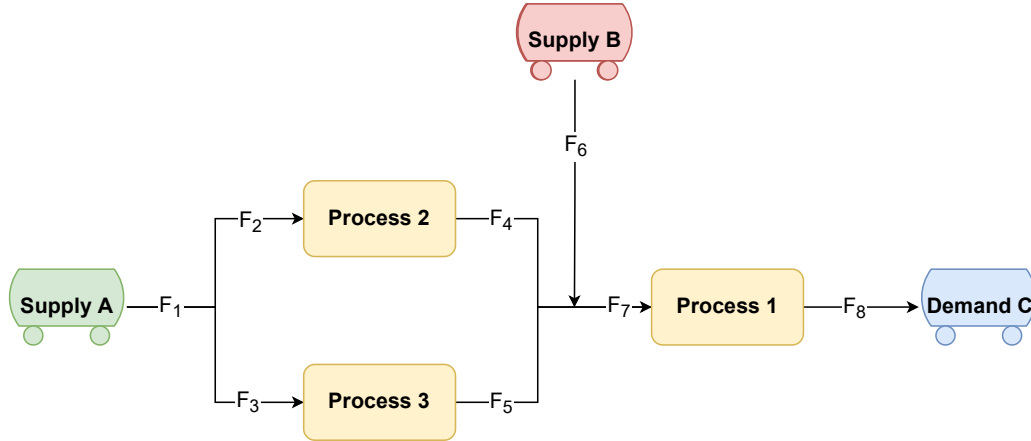 Supply B
F6
Process 2
F2
F4
Supply A
F1
F7
Process 1
F8
Demand C
F3
Process 3
F5